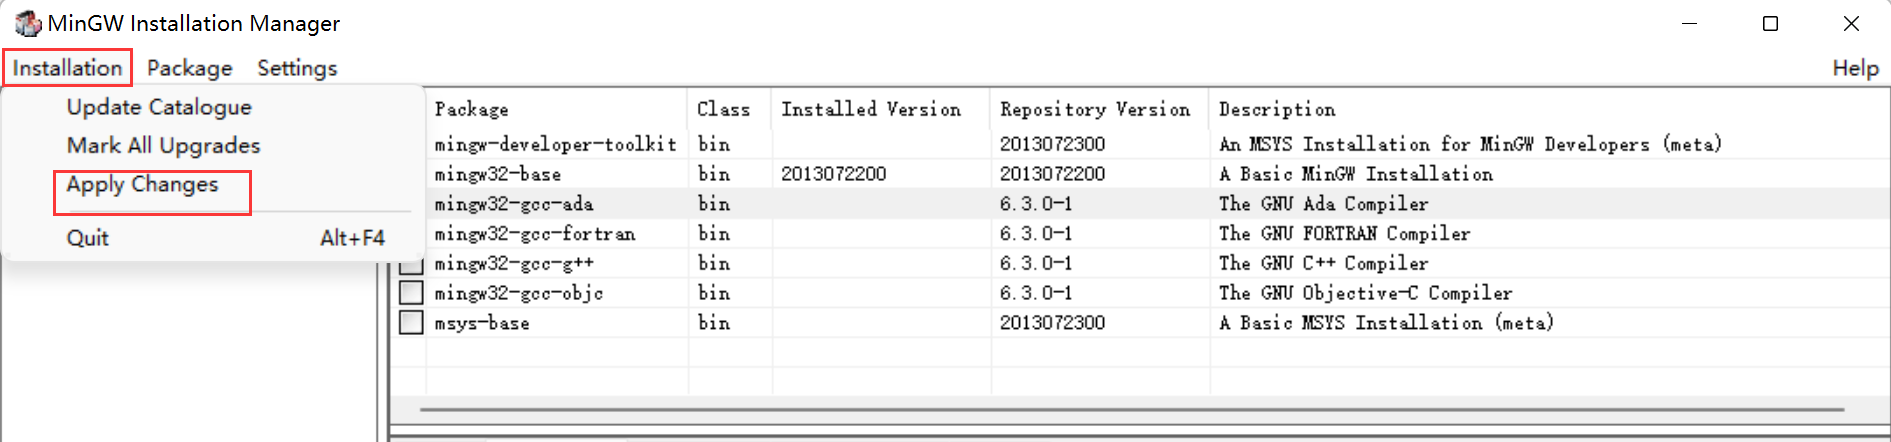 MinGW Installation Manager
Installation Package Settings Help
Update Catalogue
Mark All Upgrades
Apply Changes
Quit Alt+F4
Package Class Installed Version Repository Version Description
mingw-developer-toolkit bin 2013072300 An MSYS Installation for MinGW Developers (meta)
mingw32-base bin 2013072200 2013072200 A Basic MinGW Installation
mingw32-gcc-ada bin 6.3.0-1 The GNU Ada Compiler
mingw32-gcc-fortran bin 6.3.0-1 The GNU FORTRAN Compiler
mingw32-gcc-g++ bin 6.3.0-1 The GNU C++ Compiler
mingw32-gcc-objc bin 6.3.0-1 The GNU Objective-C Compiler
msys-base bin 2013072300 A Basic MSYS Installation (meta)